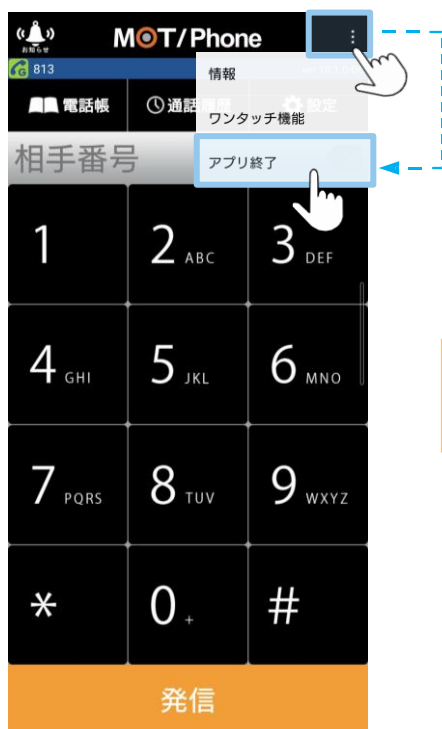 お知らせ
MOT/Phone
813
情報
電話帳
通話
ワンタッチ機能
設定
相手番号
アプリ終了
1
2 ABC
3 DEF
4 GHI
5 JKL
6 MNO
7 PQRS
8 TUV
9 WXYZ
*
0 +
#
発信